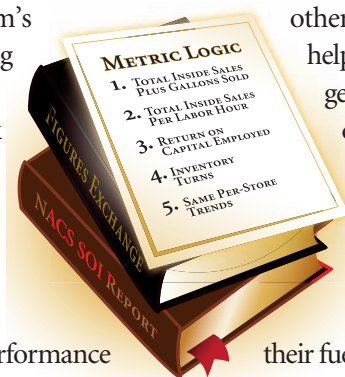 m's
other
METRIC LOGIC
help
g
1. TOTAL INSIDE SALES
PLUS GALLONS SOLD
ge
2. TOTAL INSIDE SALES
PER LABOR HOUR
3. RETURN ON
CAPITAL EMPLOYED
4. INVENTORY
TURNS
5. SAME PER-STORE
TRENDS
FIGURES EXCHANGE
NACS SOI REPORT
rformance
their fue